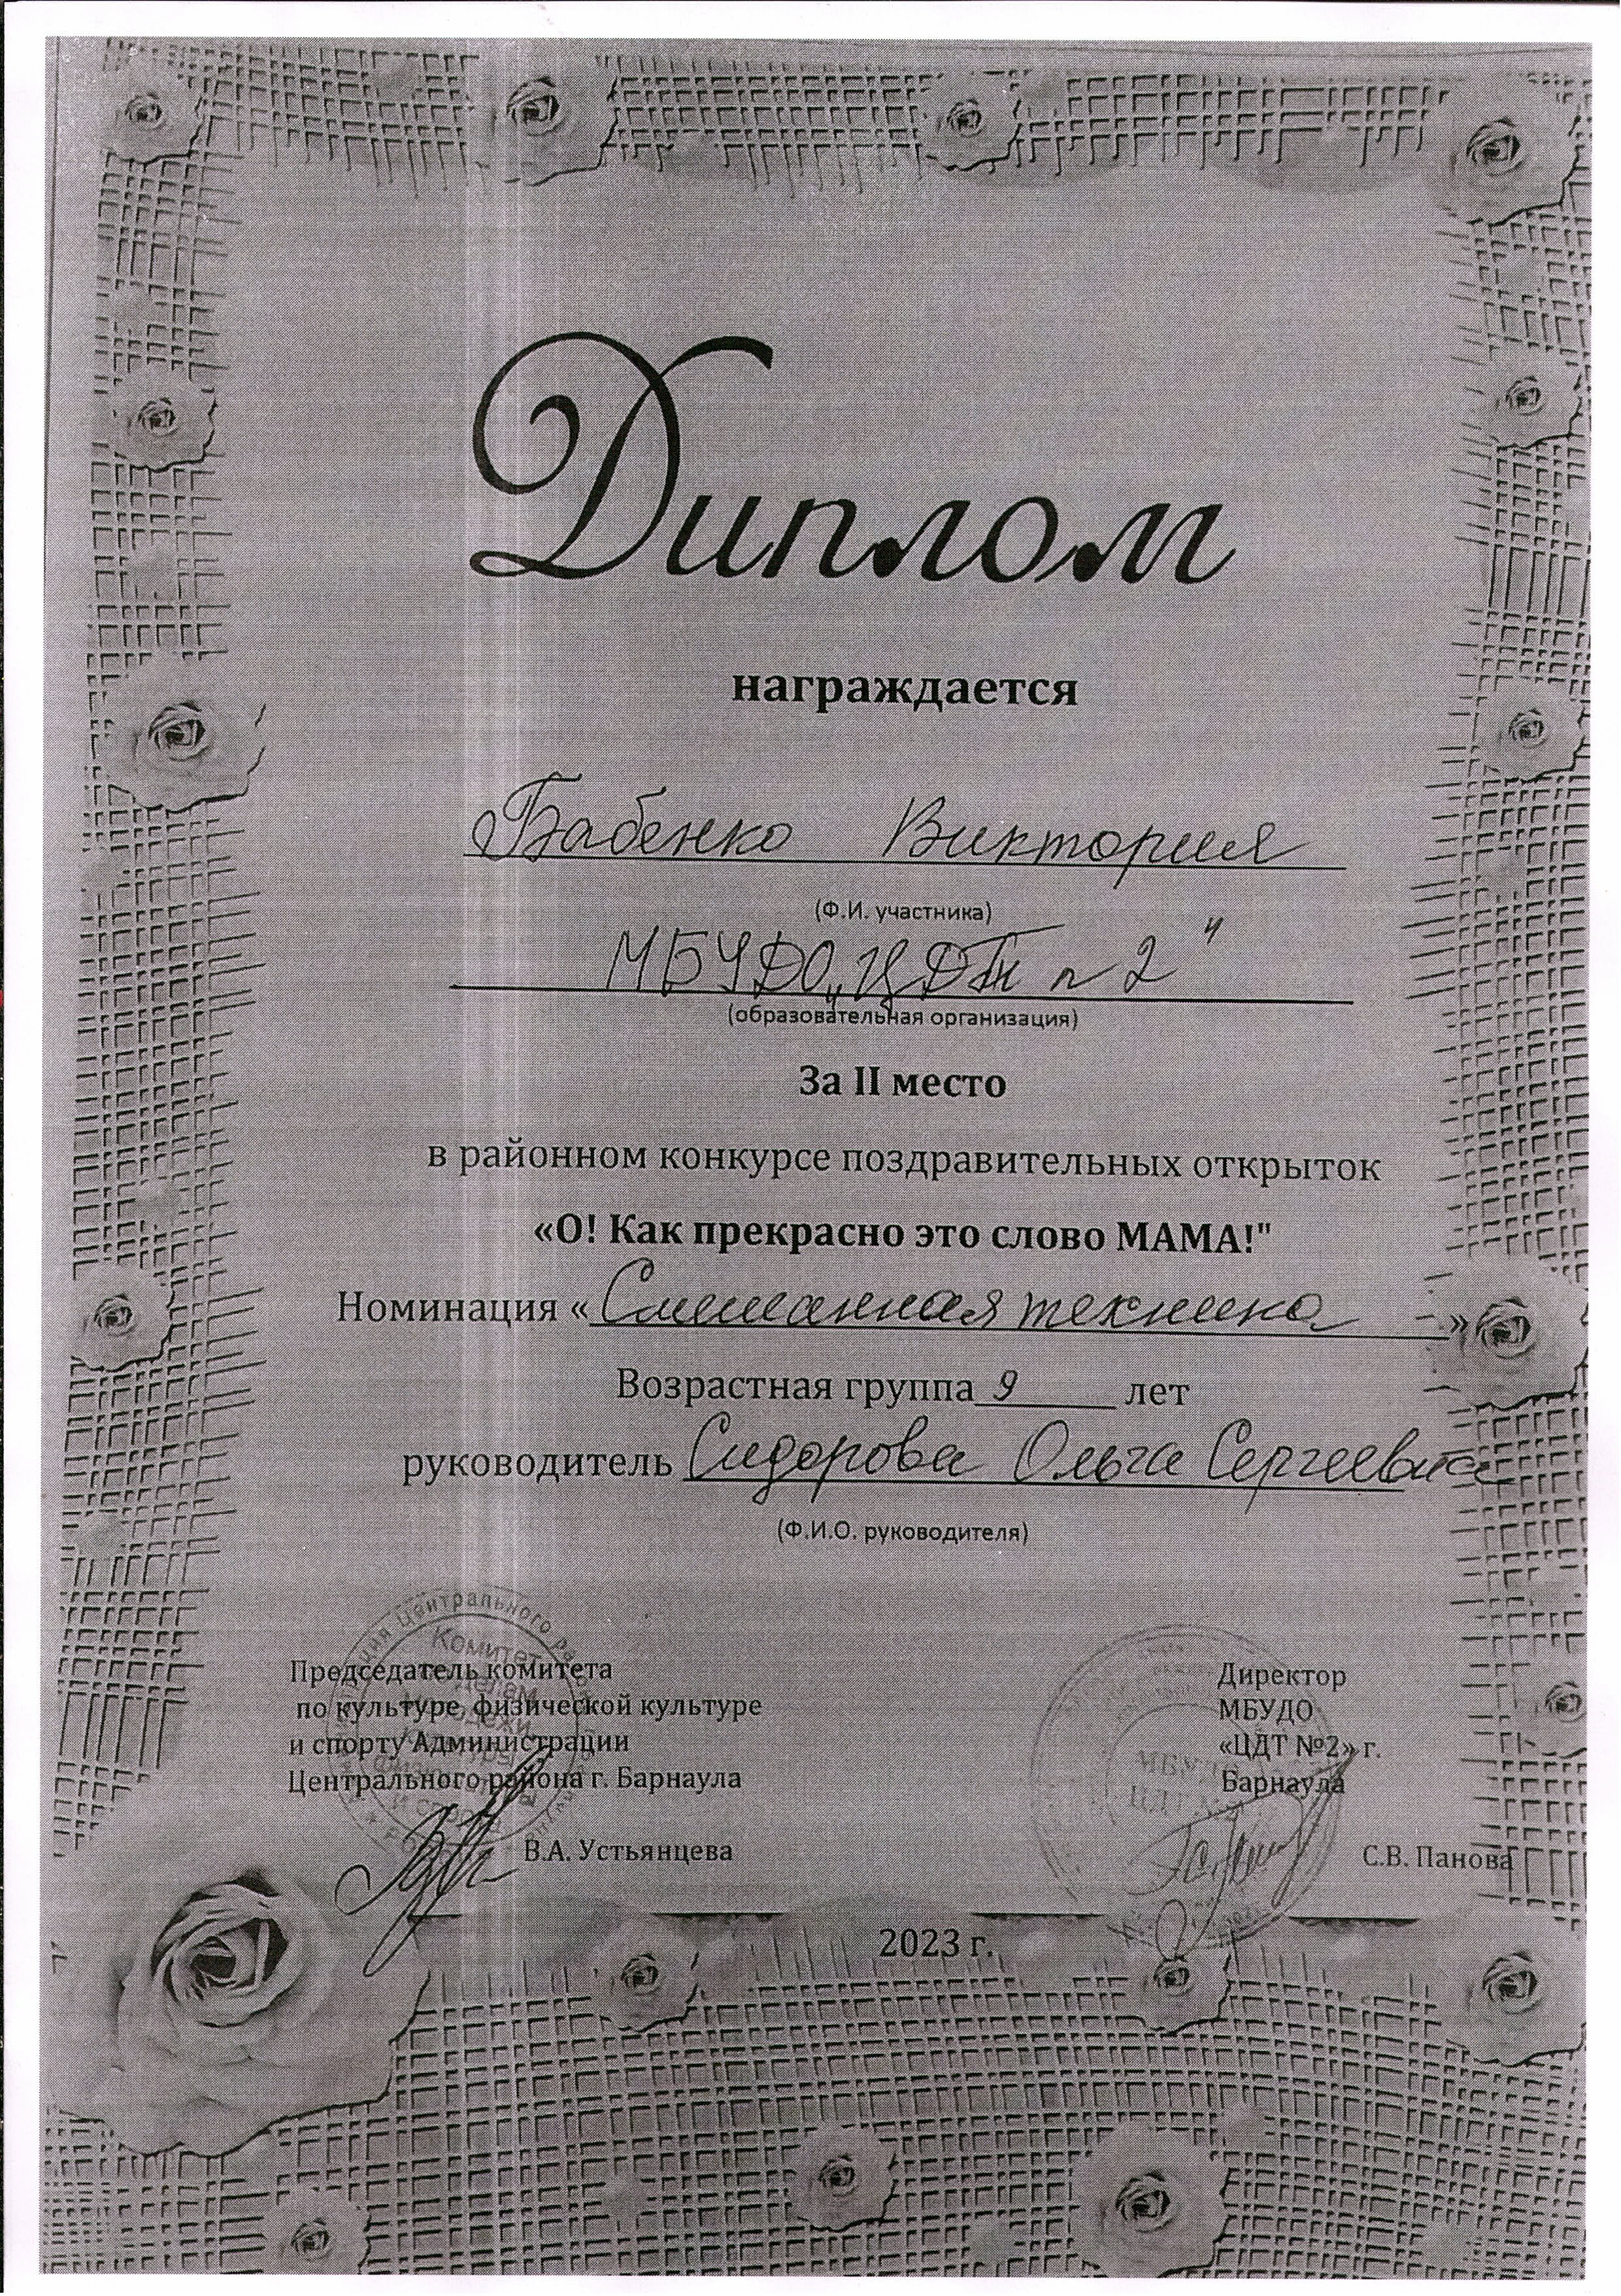 Диплом
награждается
Бабенко Виктория
(Ф.И. участника)
МБУДО „ЦДТ № 2"
(образовательная организация)
За II место
в районном конкурсе поздравительных открыток
«О! Как прекрасно это слово МАМА!"
Номинация «Смешанная техника»
Возрастная группа 9 лет
руководитель Сидорова Ольга Сергеевна
(Ф.И.О. руководителя)
Председатель комитета
по культуре, физической культуре
и спорту Администрации
Центрального района г. Барнаула
В.А. Устьянцева
Директор
МБУДО
«ЦДТ №2» г.
Барнаула
С.В. Панова
2023 г.
Центрального
Комитет